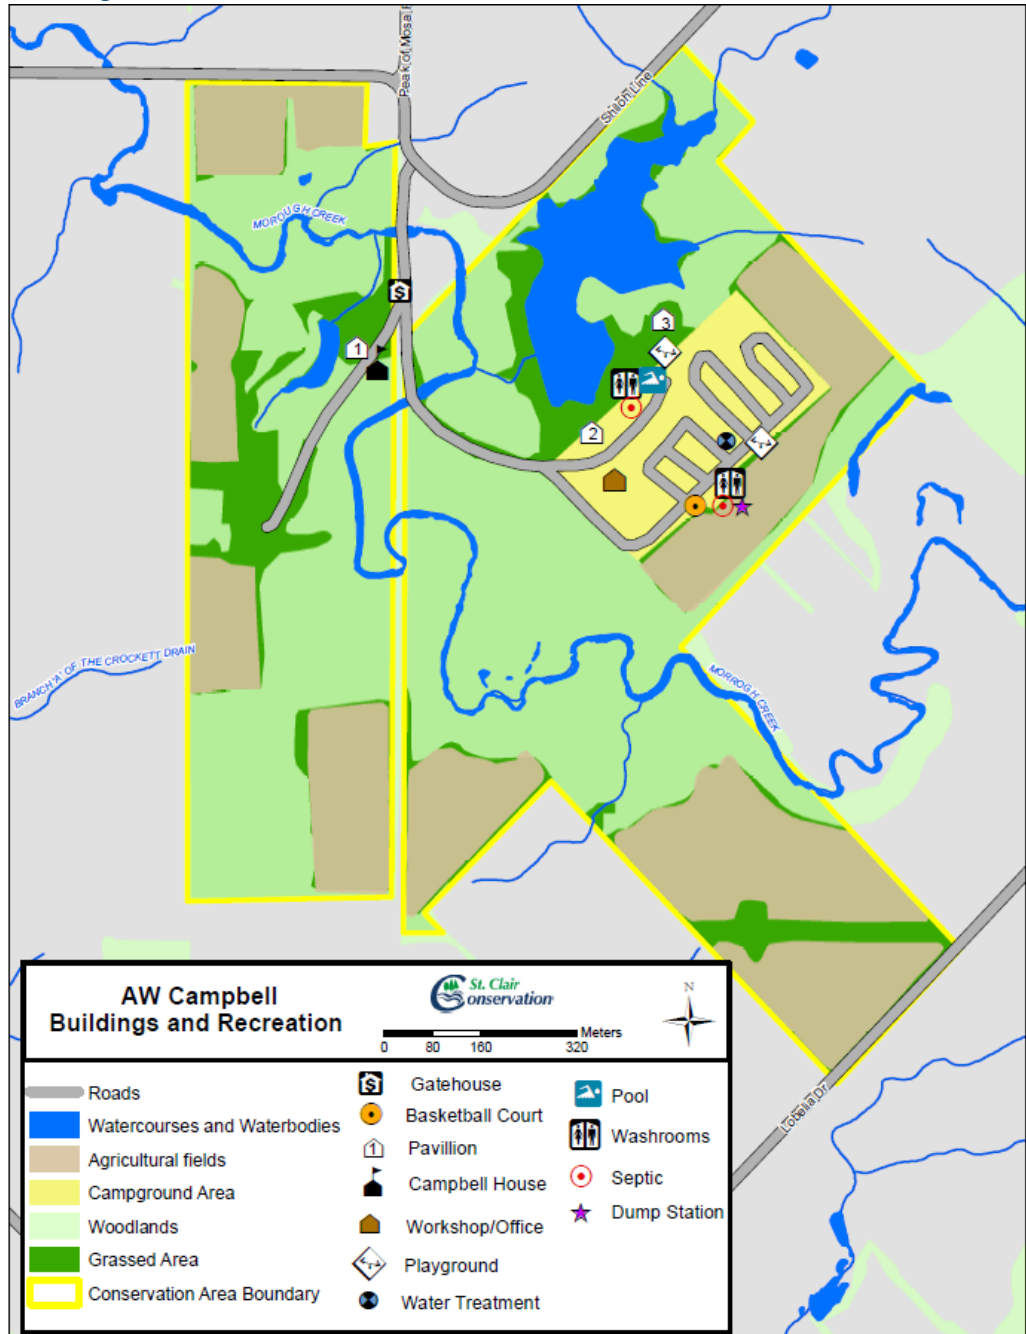 Peak of Mosa
Shiloh Line
MOROUGH CREEK
1
3
2
BRANCH 'A' OF THE CROCKETT DRAIN
MORROGH CREEK
Lobelia Dr
AW Campbell
Buildings and Recreation
St. Clair
Conservation
Meters
0 80 160 320
N
Roads
Watercourses and Waterbodies
Agricultural fields
Campground Area
Woodlands
Grassed Area
Conservation Area Boundary
$ Gatehouse
Basketball Court
1 Pavillion
Campbell House
Workshop/Office
Playground
Water Treatment
Pool
Washrooms
Septic
Dump Station